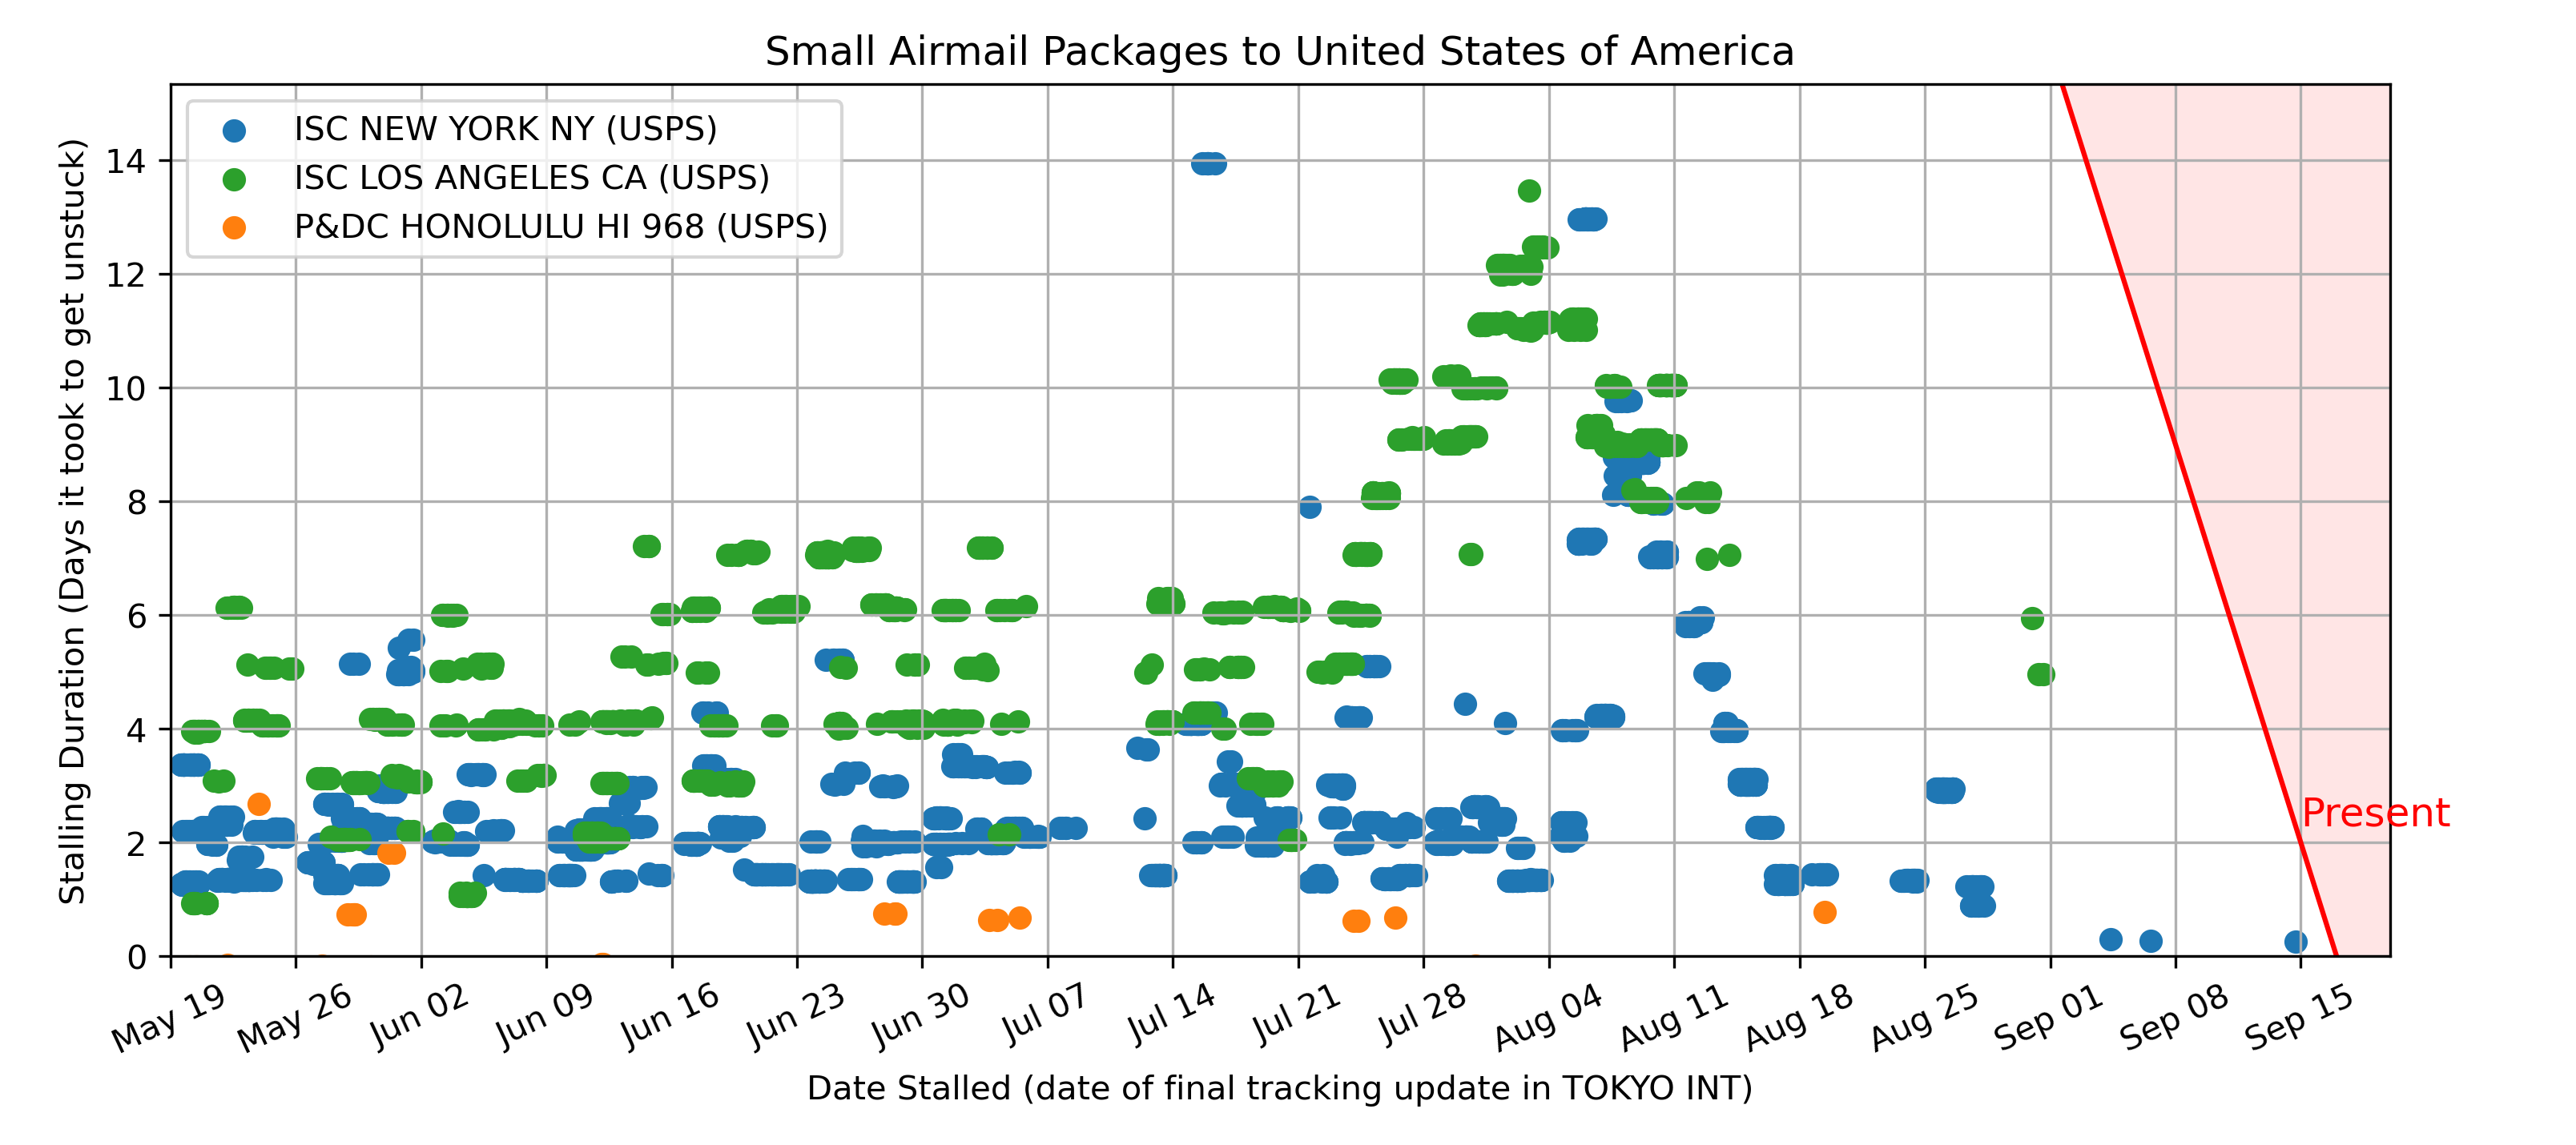 Small Airmail Packages to United States of America
ISC NEW YORK NY (USPS)
ISC LOS ANGELES CA (USPS)
P&DC HONOLULU HI 968 (USPS)
Stalling Duration (Days it took to get unstuck)
14
12
10
8
6
4
2
0
Present
May 19
May 26
Jun 02
Jun 09
Jun 16
Jun 23
Jun 30
Jul 07
Jul 14
Jul 21
Jul 28
Aug 04
Aug 11
Aug 18
Aug 25
Sep 01
Sep 08
Sep 15
Date Stalled (date of final tracking update in TOKYO INT)